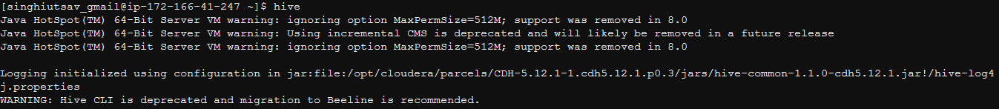 [singhiutsav_gmail@ip-172-166-41-247 ~]$ hive
Java HotSpot(TM) 64-Bit Server VM warning: ignoring option MaxPermSize=512M; support was removed in 8.0
Java HotSpot(TM) 64-Bit Server VM warning: Using incremental CMS is deprecated and will likely be removed in a future release
Java HotSpot(TM) 64-Bit Server VM warning: ignoring option MaxPermSize=512M; support was removed in 8.0
Logging initialized using configuration in jar:file:/opt/cloudera/parcels/CDH-5.12.1-1.cdh5.12.1.p0.3/jars/hive-common-1.1.0-cdh5.12.1.jar!/hive-log4
j.properties
WARNING: Hive CLI is deprecated and migration to Beeline is recommended.